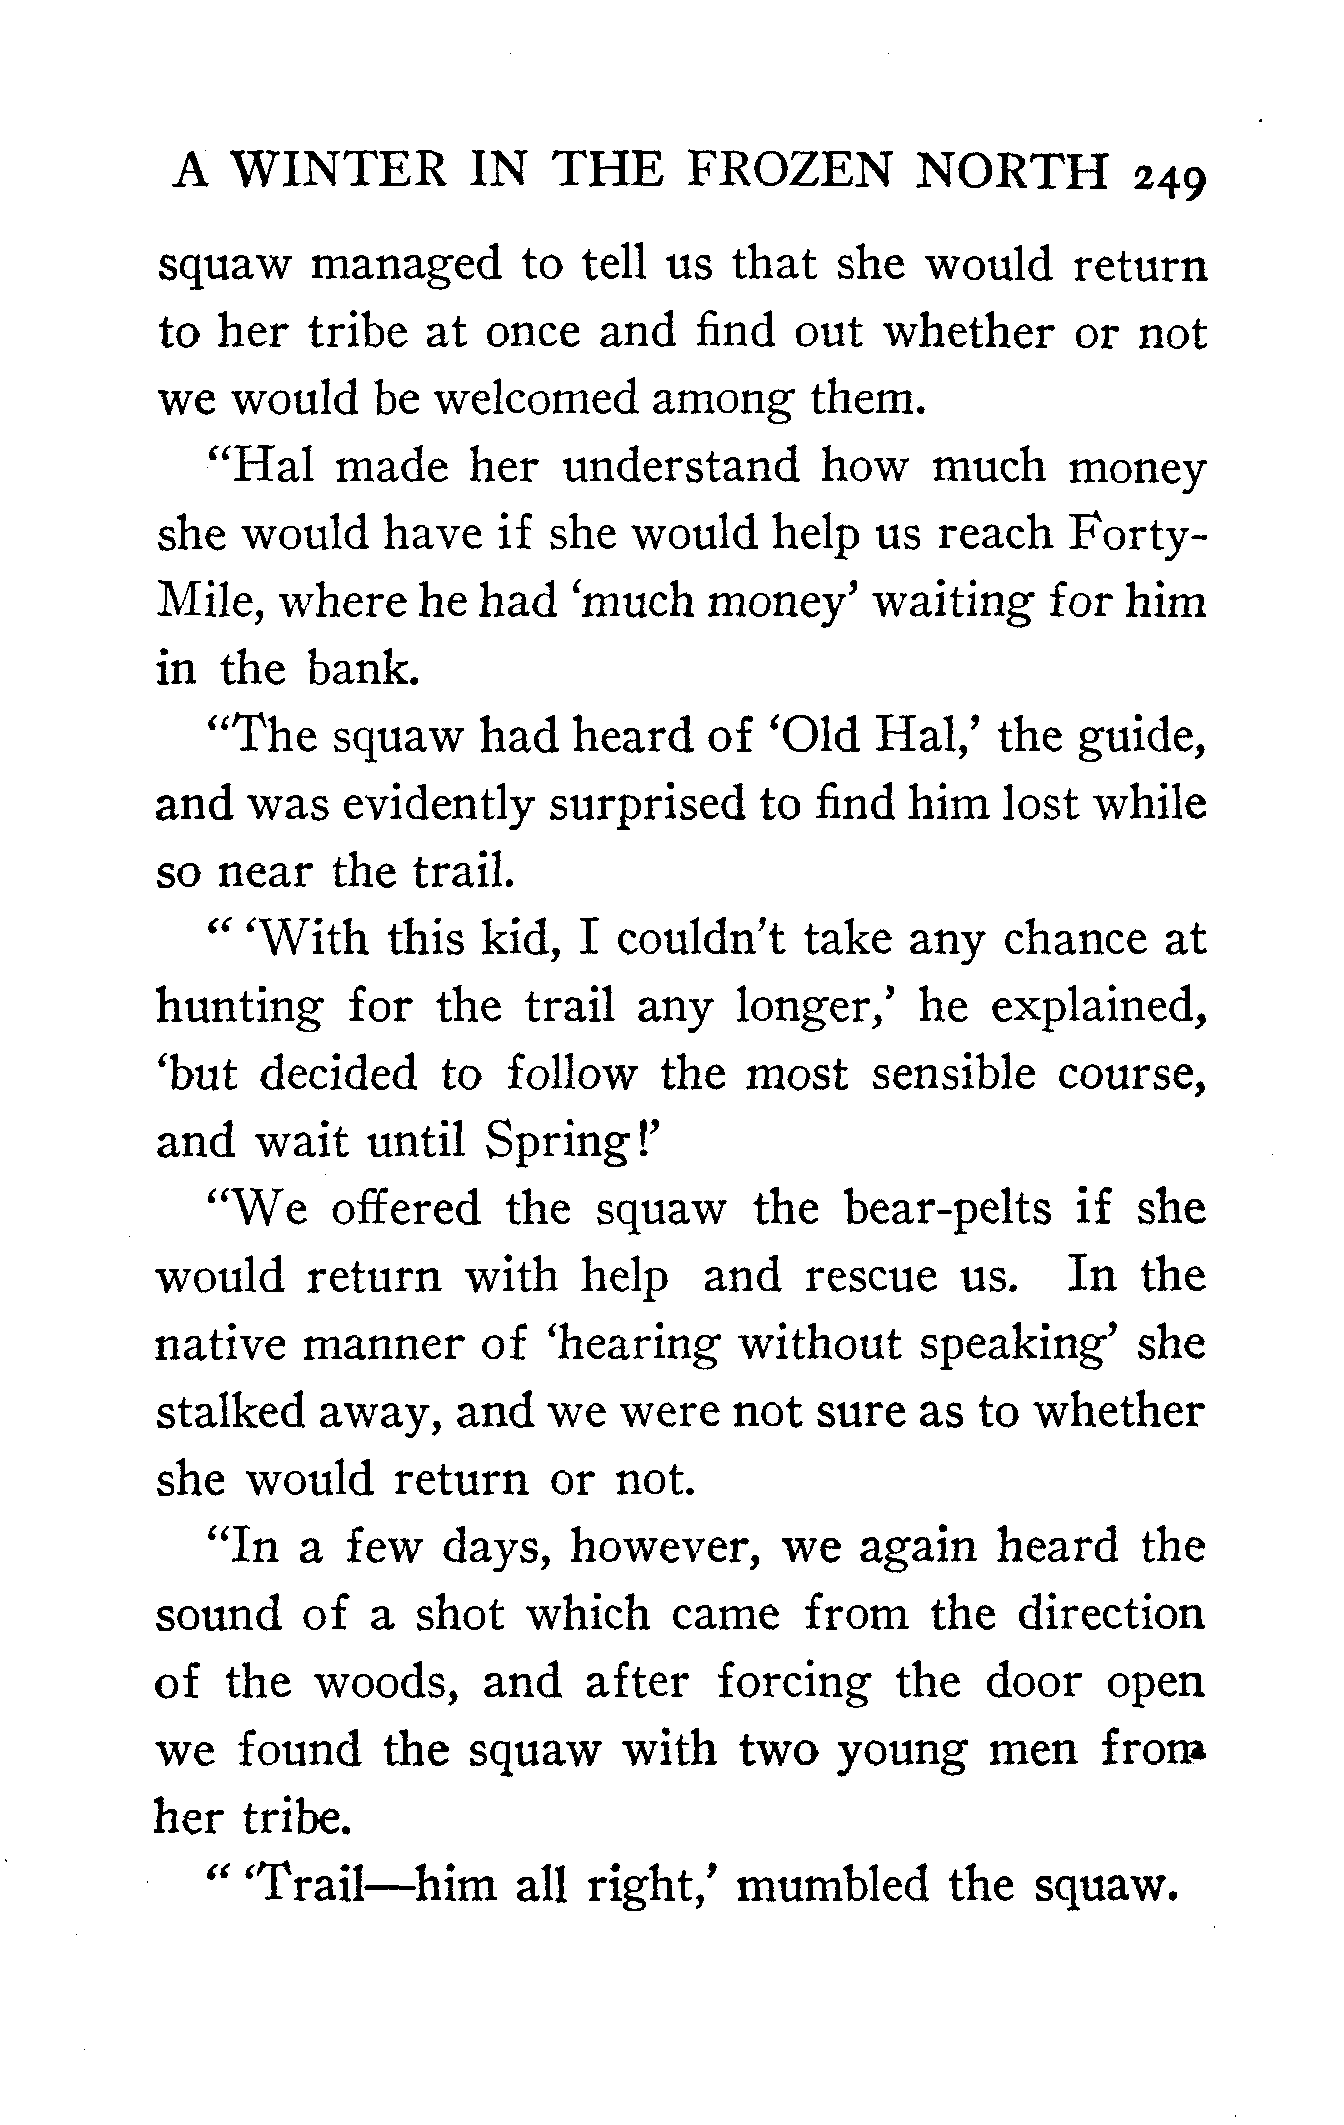 A WINTER IN THE FROZEN NORTH 249
squaw managed to tell us that she would return
to her tribe at once and find out whether or not
we would be welcomed among them.
"Hal made her understand how much money
she would have if she would help us reach Forty-
Mile, where he had 'much money' waiting for him
in the bank.
"The squaw had heard of 'Old Hal,' the guide,
and was evidently surprised to find him lost while
so near the trail.
" 'With this kid, I couldn't take any chance at
hunting for the trail any longer,' he explained,
'but decided to follow the most sensible course,
and wait until Spring!'
"We offered the squaw the bear-pelts if she
would return with help and rescue us. In the
native manner of 'hearing without speaking' she
stalked away, and we were not sure as to whether
she would return or not.
"In a few days, however, we again heard the
sound of a shot which came from the direction
of the woods, and after forcing the door open
we found the squaw with two young men from
her tribe.
" 'Trail—him all right,' mumbled the squaw.